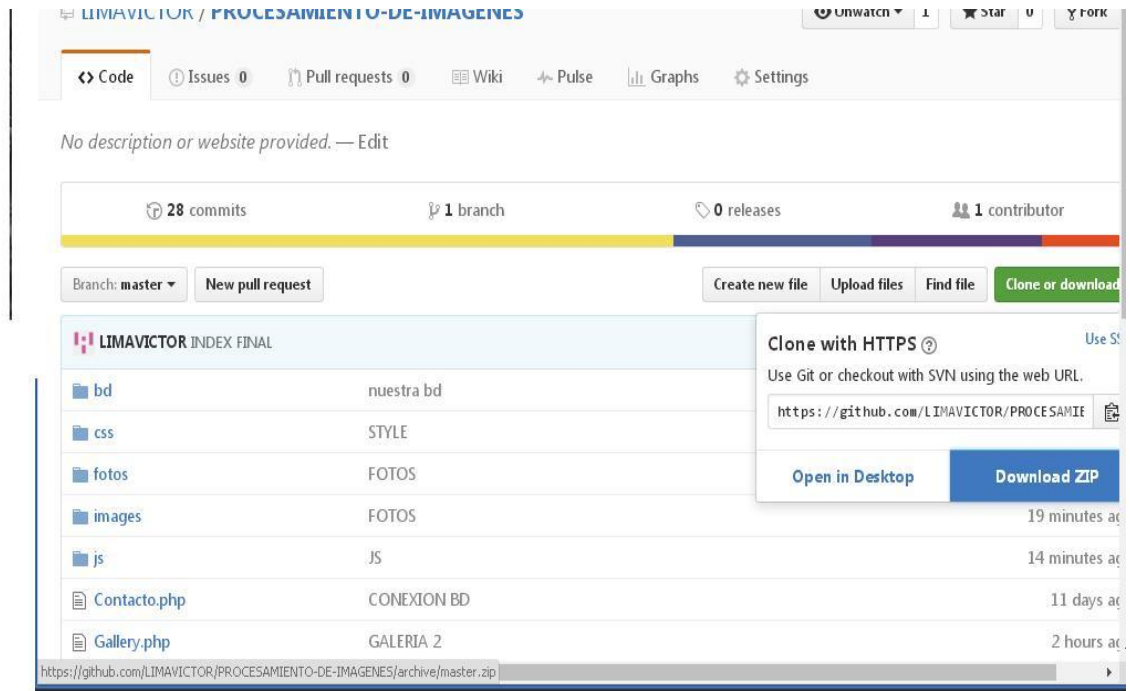 LIMAVICTOR / PROCESAMIENTO-DE-IMAGENES Unwatch 1 Star 0 Fork
Code Issues 0 Pull requests 0 Wiki Pulse Graphs Settings
No description or website provided. — Edit
28 commits 1 branch 0 releases 1 contributor
Branch: master New pull request Create new file Upload files Find file Clone or download
LIMAVICTOR INDEX FINAL
Clone with HTTPS ? Use SS
Use Git or checkout with SVN using the web URL.
https://github.com/LIMAVICTOR/PROCESAMIE
Open in Desktop Download ZIP
bd nuestra bd
css STYLE
fotos FOTOS
images FOTOS 19 minutes ag
js JS 14 minutes ag
Contacto.php CONEXION BD 11 days ag
Gallery.php GALERIA 2 2 hours ag
https://github.com/LIMAVICTOR/PROCESAMIENTO-DE-IMAGENES/archive/master.zip